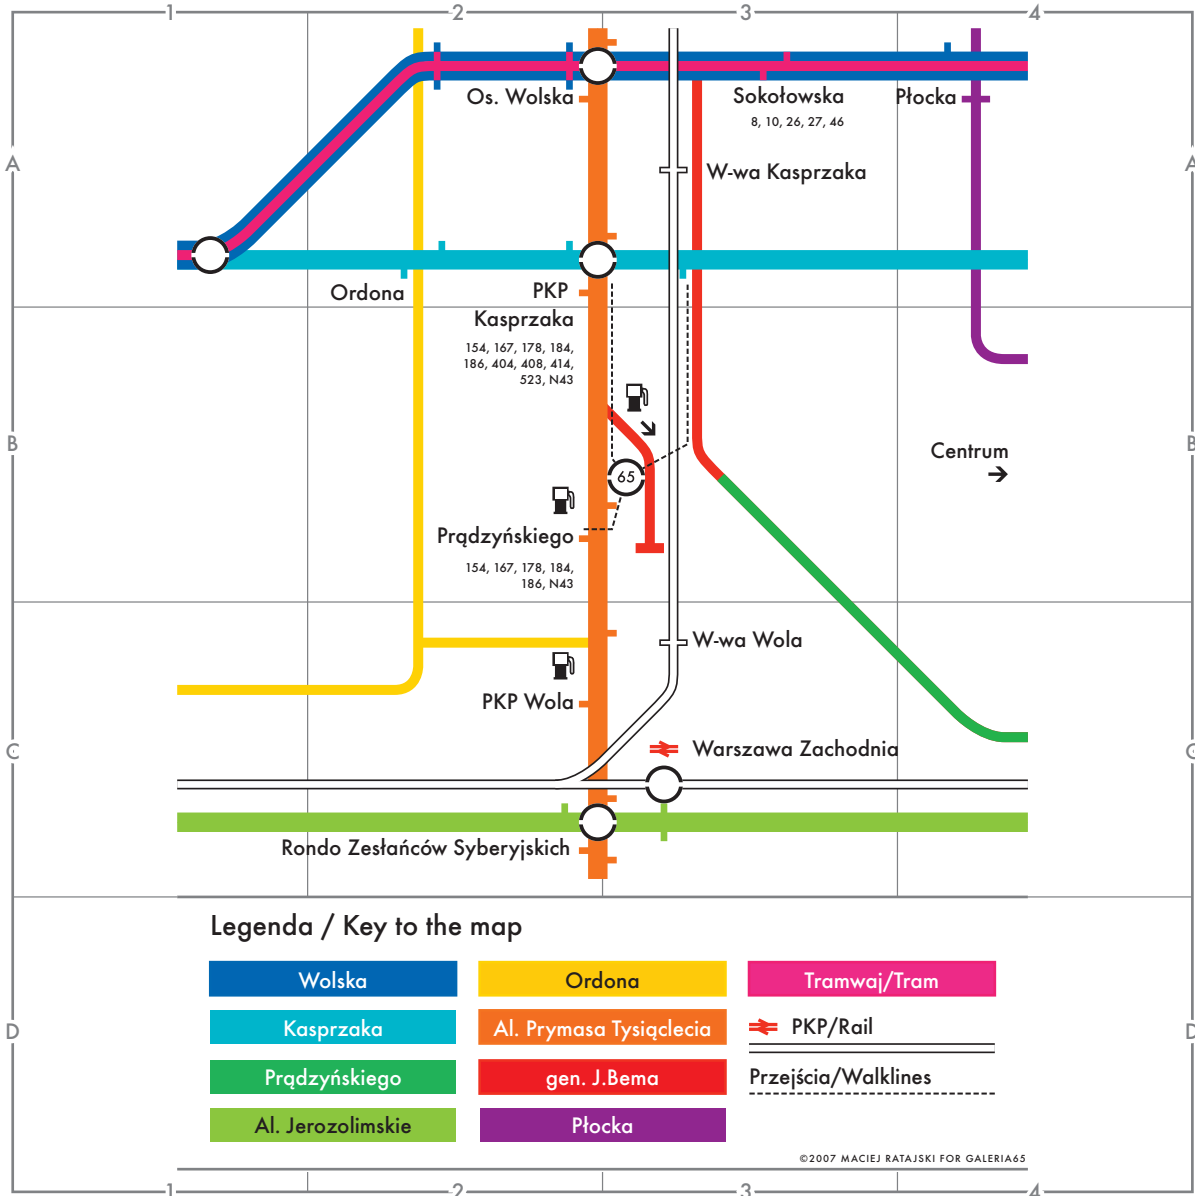 1 2 3 4
Os. Wolska
Sokołowska
8, 10, 26, 27, 46
Płocka
A
A
W-wa Kasprzaka
Ordona
PKP
Kasprzaka
154, 167, 178, 184,
186, 404, 408, 414,
523, N43
B
B
Centrum
65
Prądzyńskiego
154, 167, 178, 184,
186, N43
W-wa Wola
PKP Wola
C
C
Warszawa Zachodnia
Rondo Zesłańców Syberyjskich
Legenda / Key to the map
Wolska
Ordona
Tramwaj/Tram
Kasprzaka
Al. Prymasa Tysiąclecia
PKP/Rail
D
D
Prądzyńskiego
gen. J.Bema
Przejścia/Walklines
Al. Jerozolimskie
Płocka
©2007 MACIEJ RATAJSKI FOR GALERIA65
1 2 3 4